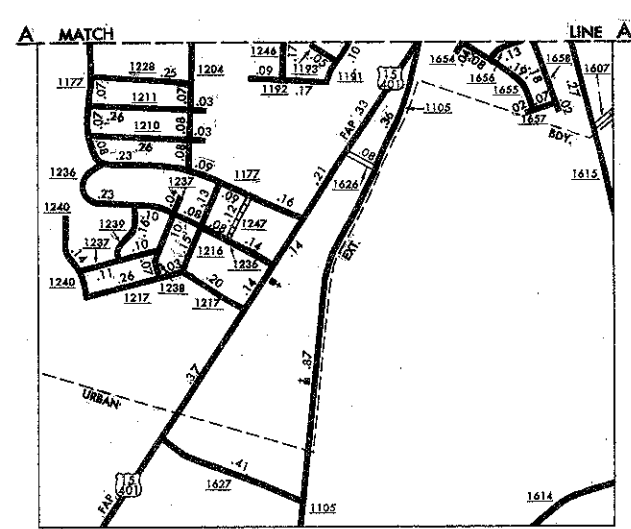 A MATCH LINE A
1228 .25
1204
1246 .17
1193 .05
.10
.09 1192 .17
1191
15
401
1654
.13
1658
1656 .19 .18
1655
1607
.27
1177 .07
1211 .07 .03
.26
.07 1210 .08 .03
.26
.08 .08
.23 .09
FAP .33
.36
1105
.02 .07 .02
1657
BDY.
1615
1236
1237 .13
1177
.09 .16
.21
.08
1626
1240
.23 .04
1239 .10 .08 .12 1247
.16 .10 .08 .14
1237 .10 .15 1216 1236
.14
EXT.
.14 .11 .26 .07 .03
1240 1217 1238 .20
1217
.14
.37
.87
URBAN
.41
1627
FAP
15
401
1105
1614